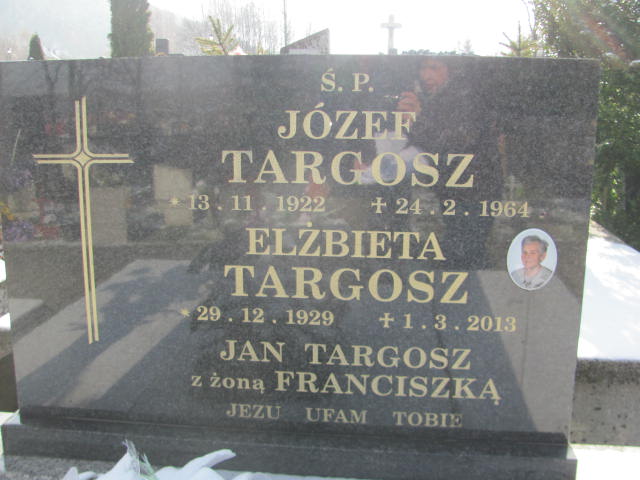 Ś. P.
JÓZEF
TARGOSZ
* 13 . 11 . 1922 ✝ 24 . 2 . 1964
ELŻBIETA
TARGOSZ
* 29 . 12 . 1929 ✝ 1 . 3 . 2013
JAN TARGOSZ
z żoną FRANCISZKĄ
JEZU UFAM TOBIE